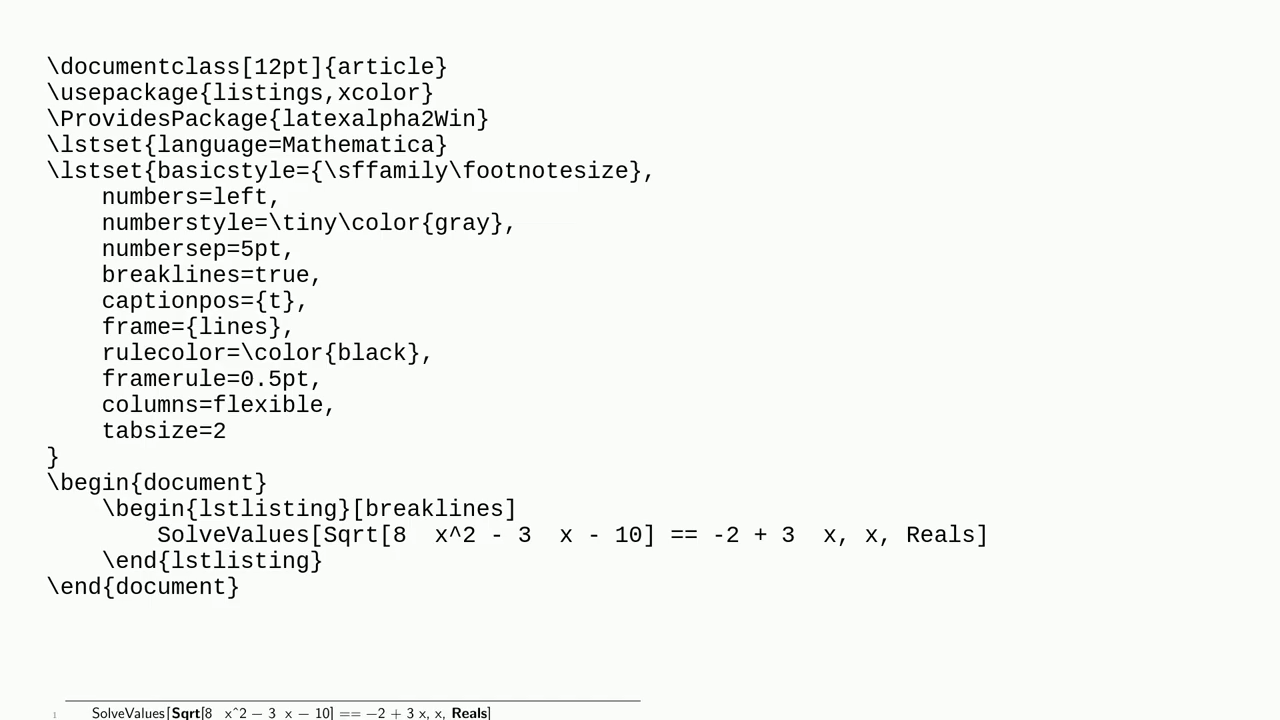 \documentclass[12pt]{article}
\usepackage{listings,xcolor}
\ProvidesPackage{latexalpha2Win}
\lstset{language=Mathematica}
\lstset{basicstyle={\sffamily\footnotesize},
    numbers=left,
    numberstyle=\tiny\color{gray},
    numbersep=5pt,
    breaklines=true,
    captionpos={t},
    frame={lines},
    rulecolor=\color{black},
    framerule=0.5pt,
    columns=flexible,
    tabsize=2
}
\begin{document}
    \begin{lstlisting}[breaklines]
        SolveValues[Sqrt[8  x^2 - 3  x - 10] == -2 + 3  x, x, Reals]
    \end{lstlisting}
\end{document}
1 SolveValues[Sqrt[8  x^2 − 3  x − 10] == −2 + 3 x, x, Reals]